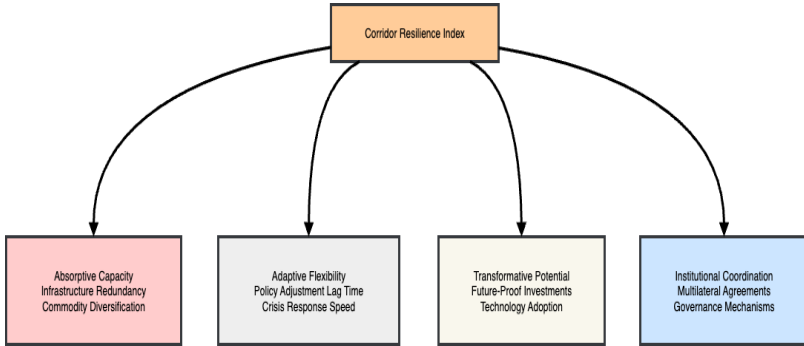 Corridor Resilience Index
Absorptive Capacity
Infrastructure Redundancy
Commodity Diversification
Adaptive Flexibility
Policy Adjustment Lag Time
Crisis Response Speed
Transformative Potential
Future-Proof Investments
Technology Adoption
Institutional Coordination
Multilateral Agreements
Governance Mechanisms